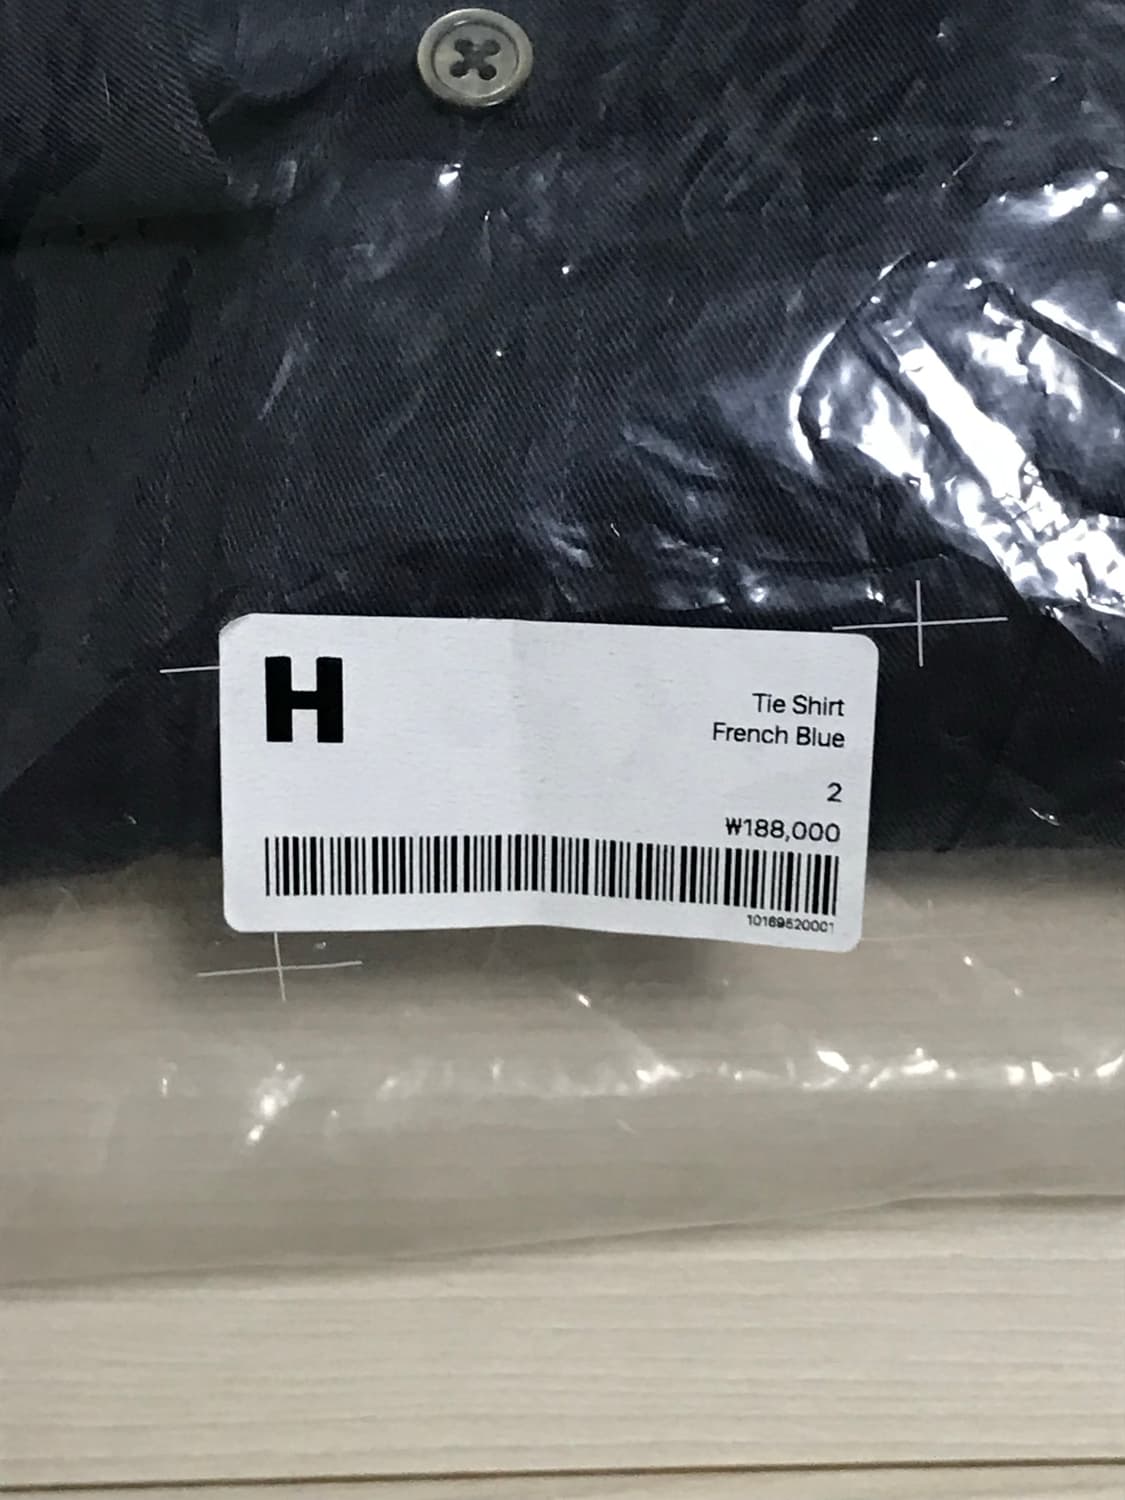 H
Tie Shirt
French Blue
2
₩188,000
10169520001